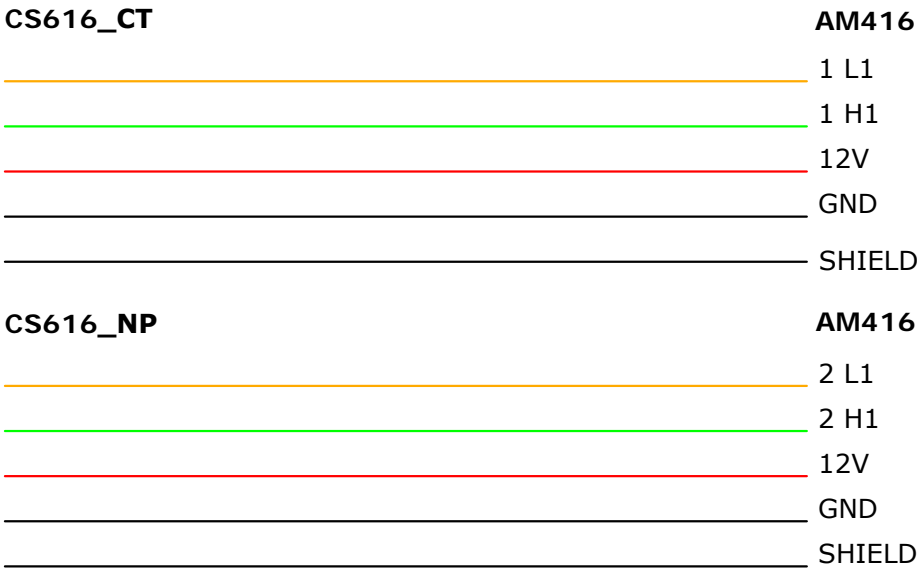 CS616_CT AM416
1 L1
1 H1
12V
GND
SHIELD
CS616_NP AM416
2 L1
2 H1
12V
GND
SHIELD